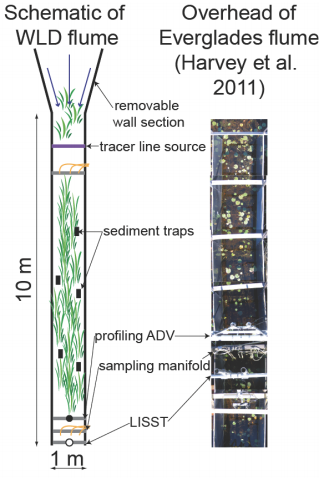 Schematic of
WLD flume
Overhead of
Everglades flume
(Harvey et al.
2011)
removable
wall section
tracer line source
sediment traps
10 m
profiling ADV
sampling manifold
LISST
1 m